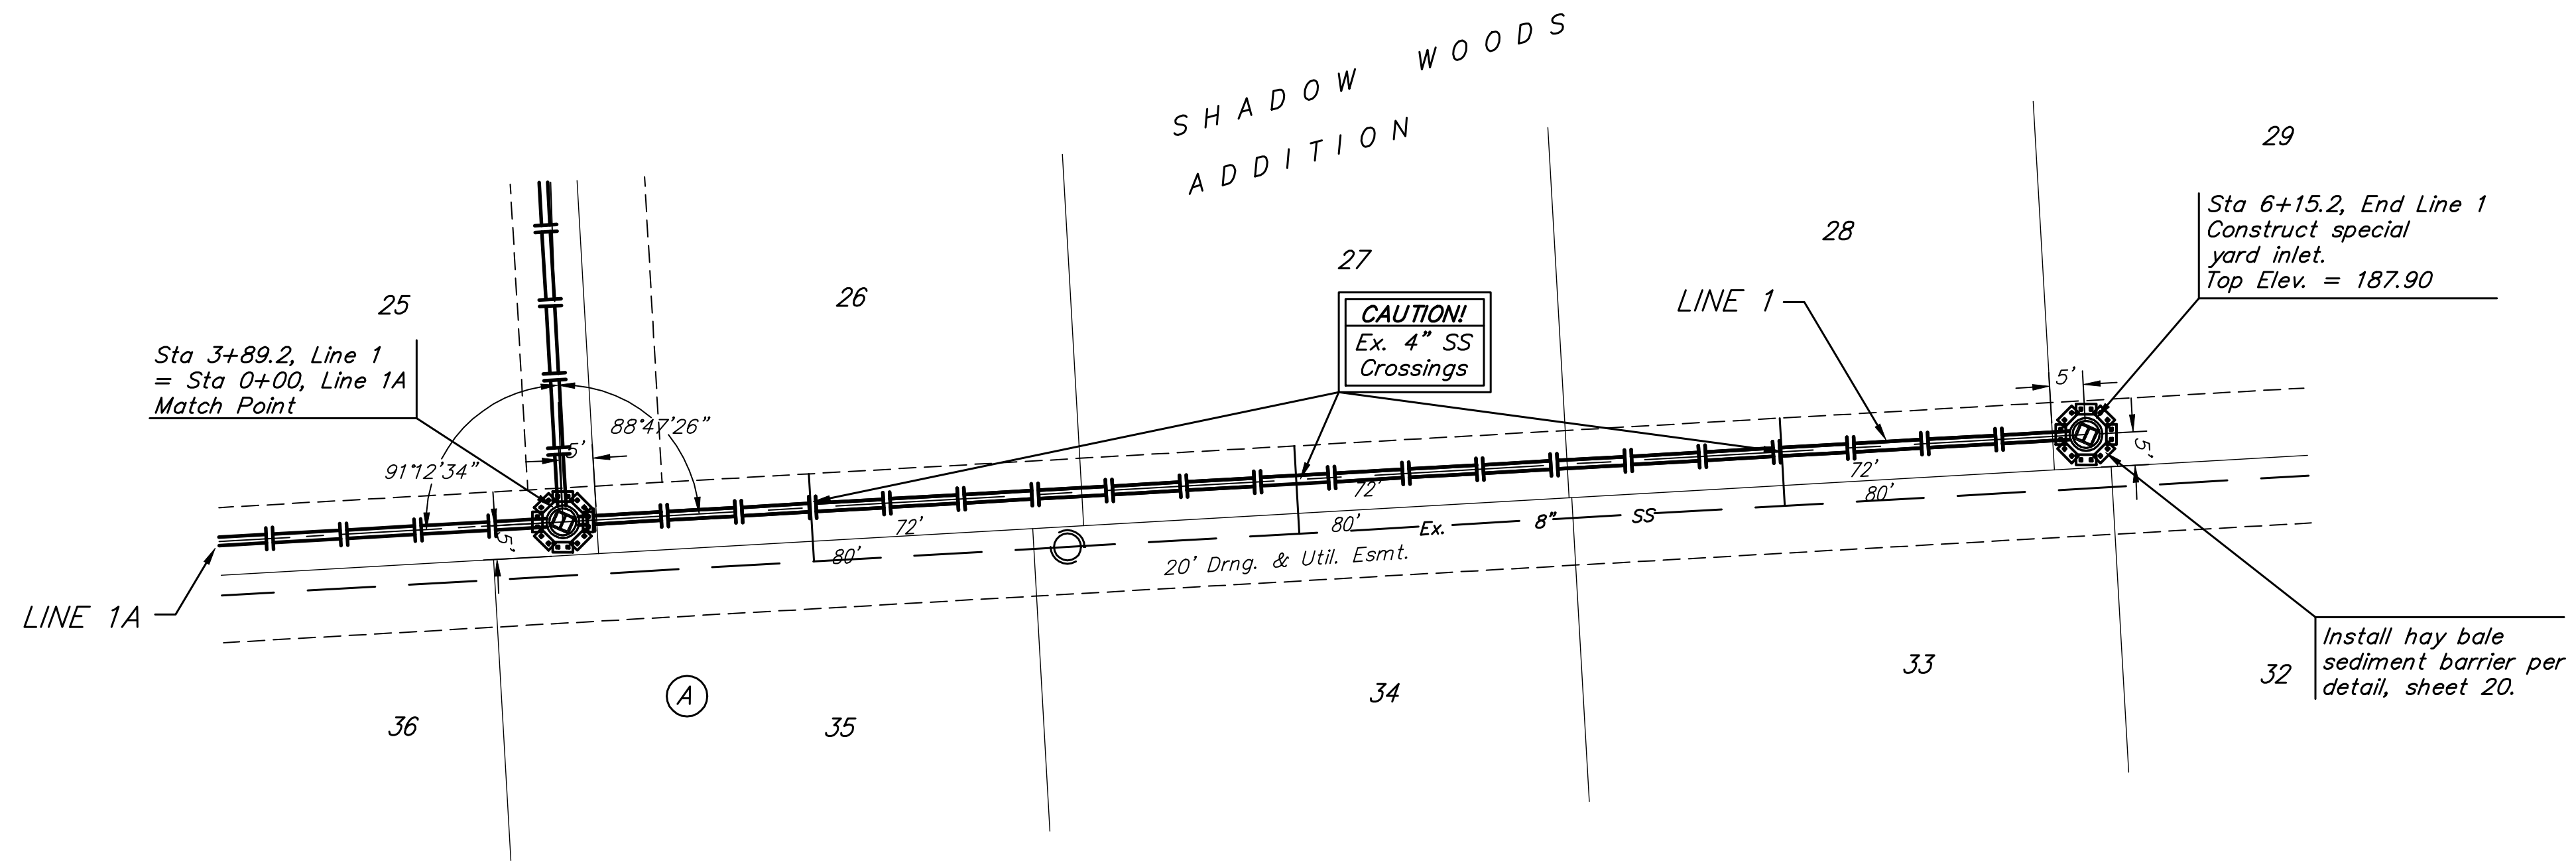 SHADOW WOODS
ADDITION
29
28
27
26
25
Sta 6+15.2, End Line 1
Construct special
yard inlet.
Top Elev. = 187.90
LINE 1
CAUTION!
Ex. 4" SS
Crossings
Sta 3+89.2, Line 1
= Sta 0+00, Line 1A
Match Point
88°47'26"
91°12'34"
5'
5'
5'
5'
72'
80'
72'
80'
72'
80'
Ex. 8" SS
20' Drng. & Util. Esmt.
LINE 1A
Install hay bale
sediment barrier per
detail, sheet 20.
A
36
35
34
33
32